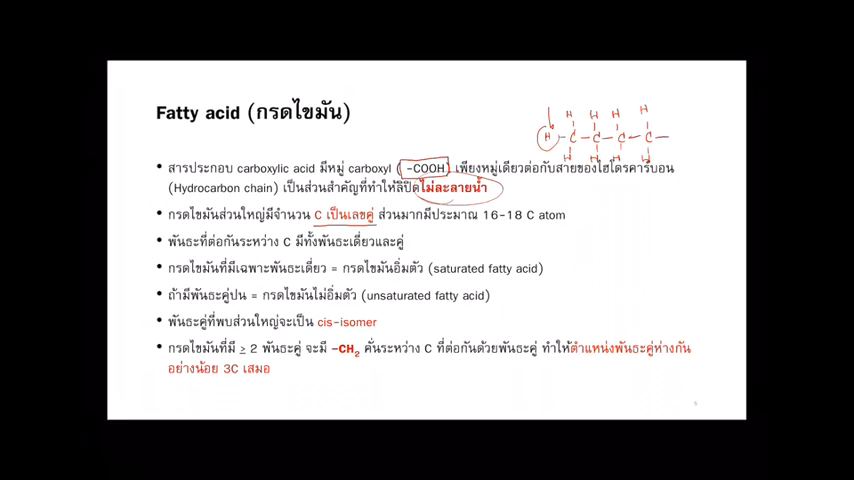 Fatty acid (กรดไขมัน)
H H H H
H - C - C - C - C -
H H H H
• สารประกอบ carboxylic acid มีหมู่ carboxyl ( -COOH) เพียงหมู่เดียวต่อกับสายของไฮโดรคาร์บอน
(Hydrocarbon chain) เป็นส่วนสำคัญที่ทำให้ลิปิดไม่ละลายน้ำ
• กรดไขมันส่วนใหญ่มีจำนวน C เป็นเลขคู่ ส่วนมากมีประมาณ 16-18 C atom
• พันธะที่ต่อกันระหว่าง C มีทั้งพันธะเดี่ยวและคู่
• กรดไขมันที่มีเฉพาะพันธะเดี่ยว = กรดไขมันอิ่มตัว (saturated fatty acid)
• ถ้ามีพันธะคู่ปน = กรดไขมันไม่อิ่มตัว (unsaturated fatty acid)
• พันธะคู่ที่พบส่วนใหญ่จะเป็น cis-isomer
• กรดไขมันที่มี ≥ 2 พันธะคู่ จะมี -CH₂ คั่นระหว่าง C ที่ต่อกันด้วยพันธะคู่ ทำให้ตำแหน่งพันธะคู่ห่างกัน
อย่างน้อย 3C เสมอ